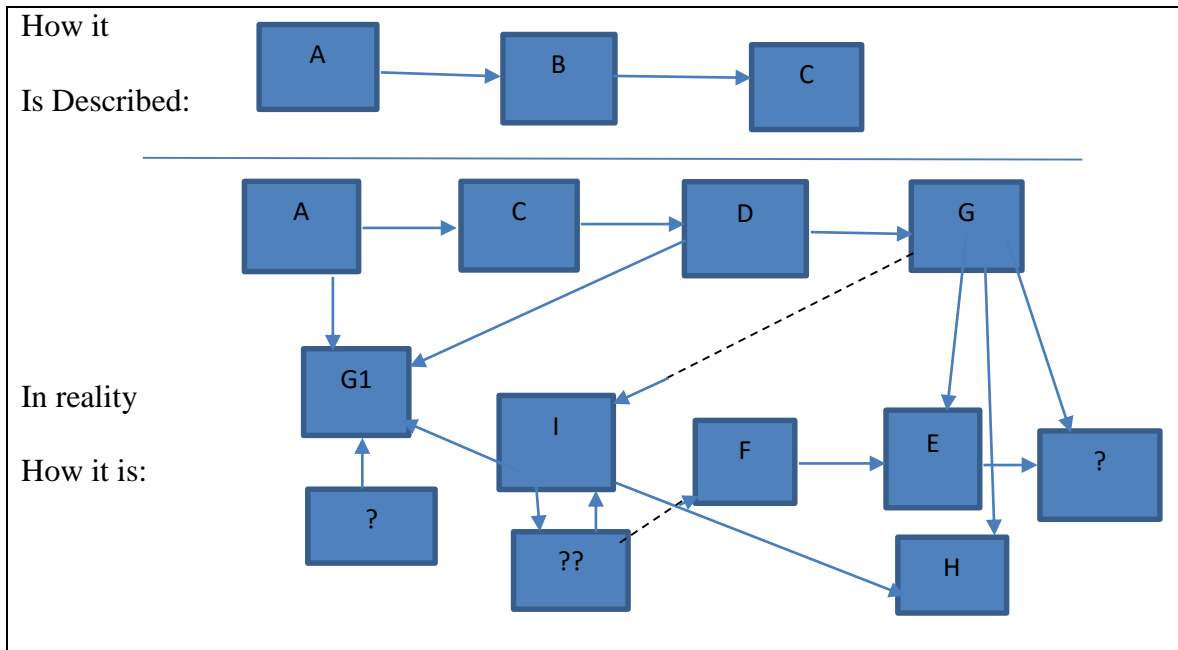 How it
Is Described:
A
B
C
A
C
D
G
In reality
How it is:
G1
I
F
E
?
?
??
H